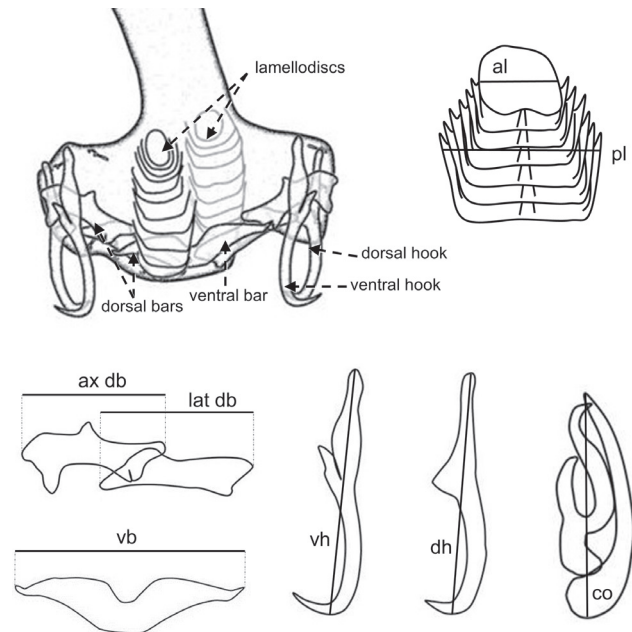 lamellodiscs
al
pl
dorsal hook
ventral bar
ventral hook
dorsal bars
ax db
lat db
vb
vh
dh
co